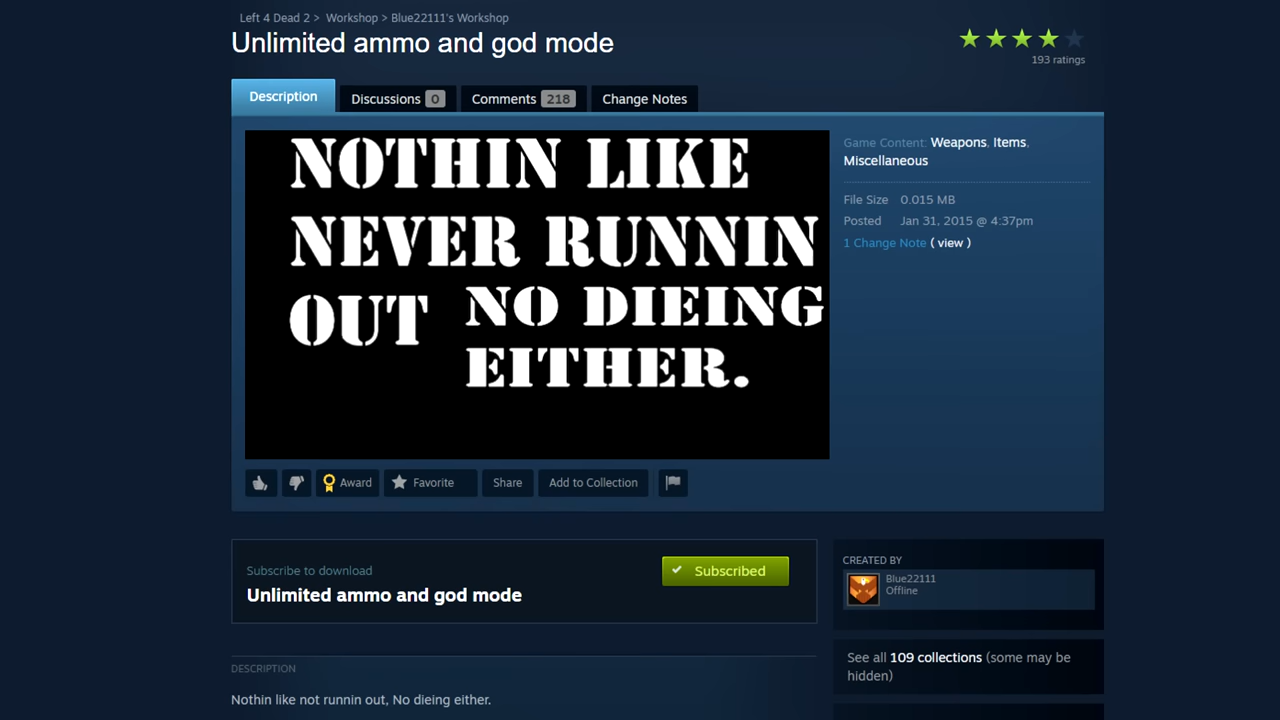 Left 4 Dead 2 > Workshop > Blue22111's Workshop
Unlimited ammo and god mode
193 ratings
Description
Discussions 0
Comments 218
Change Notes
NOTHIN LIKE
NEVER RUNNIN
OUT
NO DIEING
EITHER.
Game Content: Weapons, Items,
Miscellaneous
File Size 0.015 MB
Posted Jan 31, 2015 @ 4:37pm
1 Change Note ( view )
Award
Favorite
Share
Add to Collection
Subscribe to download
Unlimited ammo and god mode
Subscribed
CREATED BY
Blue22111
Offline
See all 109 collections (some may be
hidden)
DESCRIPTION
Nothin like not runnin out, No dieing either.